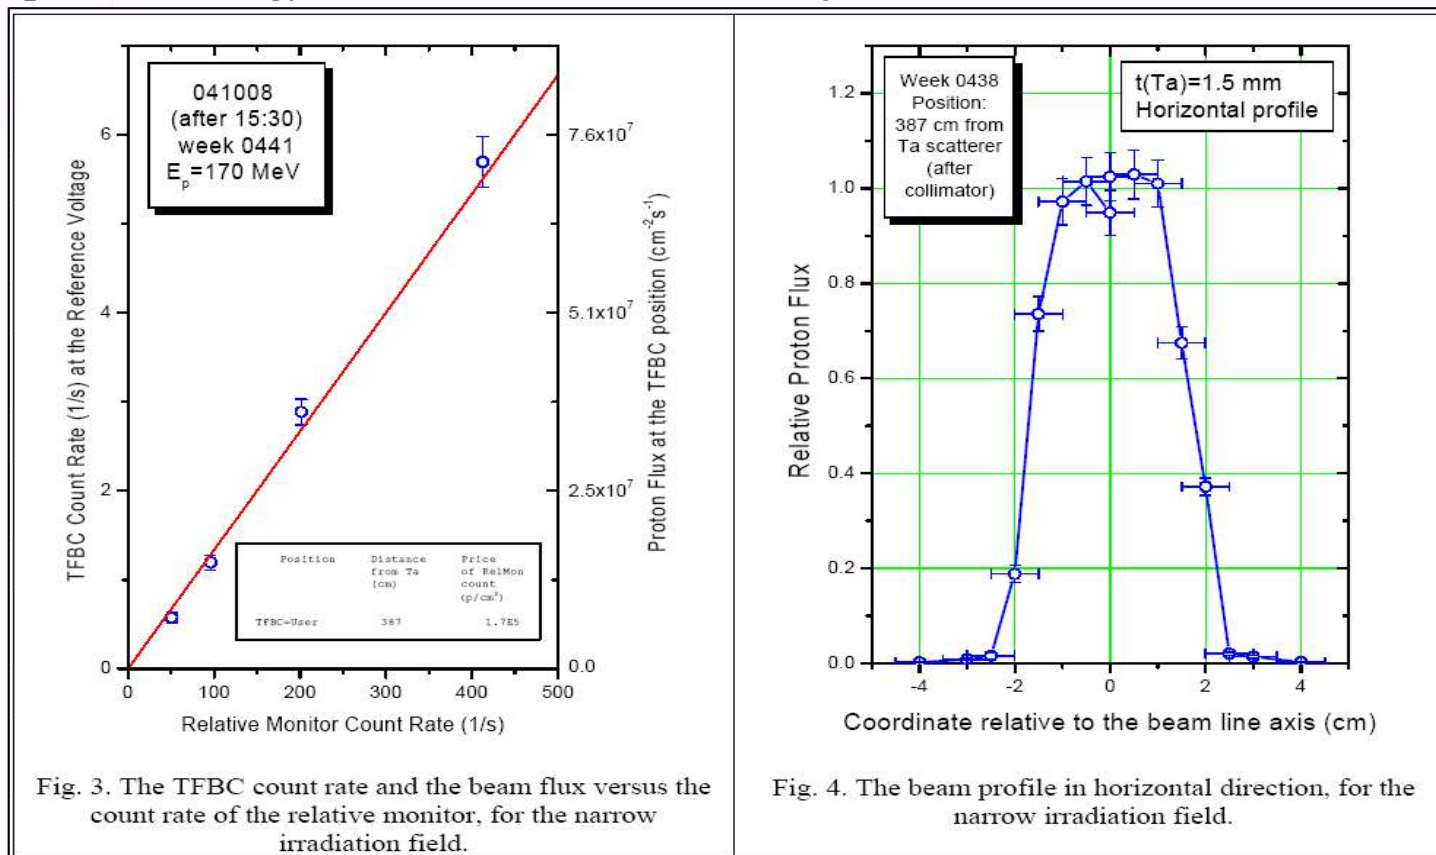 041008
(after 15:30)
week 0441
Ep=170 MeV
TFBC Count Rate (1/s) at the Reference Voltage
6
4
2
0
7.6x10⁷
5.1x10⁷
2.5x10⁷
0.0
Proton Flux at the TFBC position (cm⁻²s⁻¹)
Position Distance Price
from Ta of RelMon
(cm) count
(p/cm²)
TFBC-User 387 1.7E5
0 100 200 300 400 500
Relative Monitor Count Rate (1/s)
Fig. 3. The TFBC count rate and the beam flux versus the
count rate of the relative monitor, for the narrow
irradiation field.
Week 0438
Position:
387 cm from
Ta scatterer
(after
collimator)
t(Ta)=1.5 mm
Horizontal profile
Relative Proton Flux
1.2
1.0
0.8
0.6
0.4
0.2
0.0
-4 -2 0 2 4
Coordinate relative to the beam line axis (cm)
Fig. 4. The beam profile in horizontal direction, for the
narrow irradiation field.